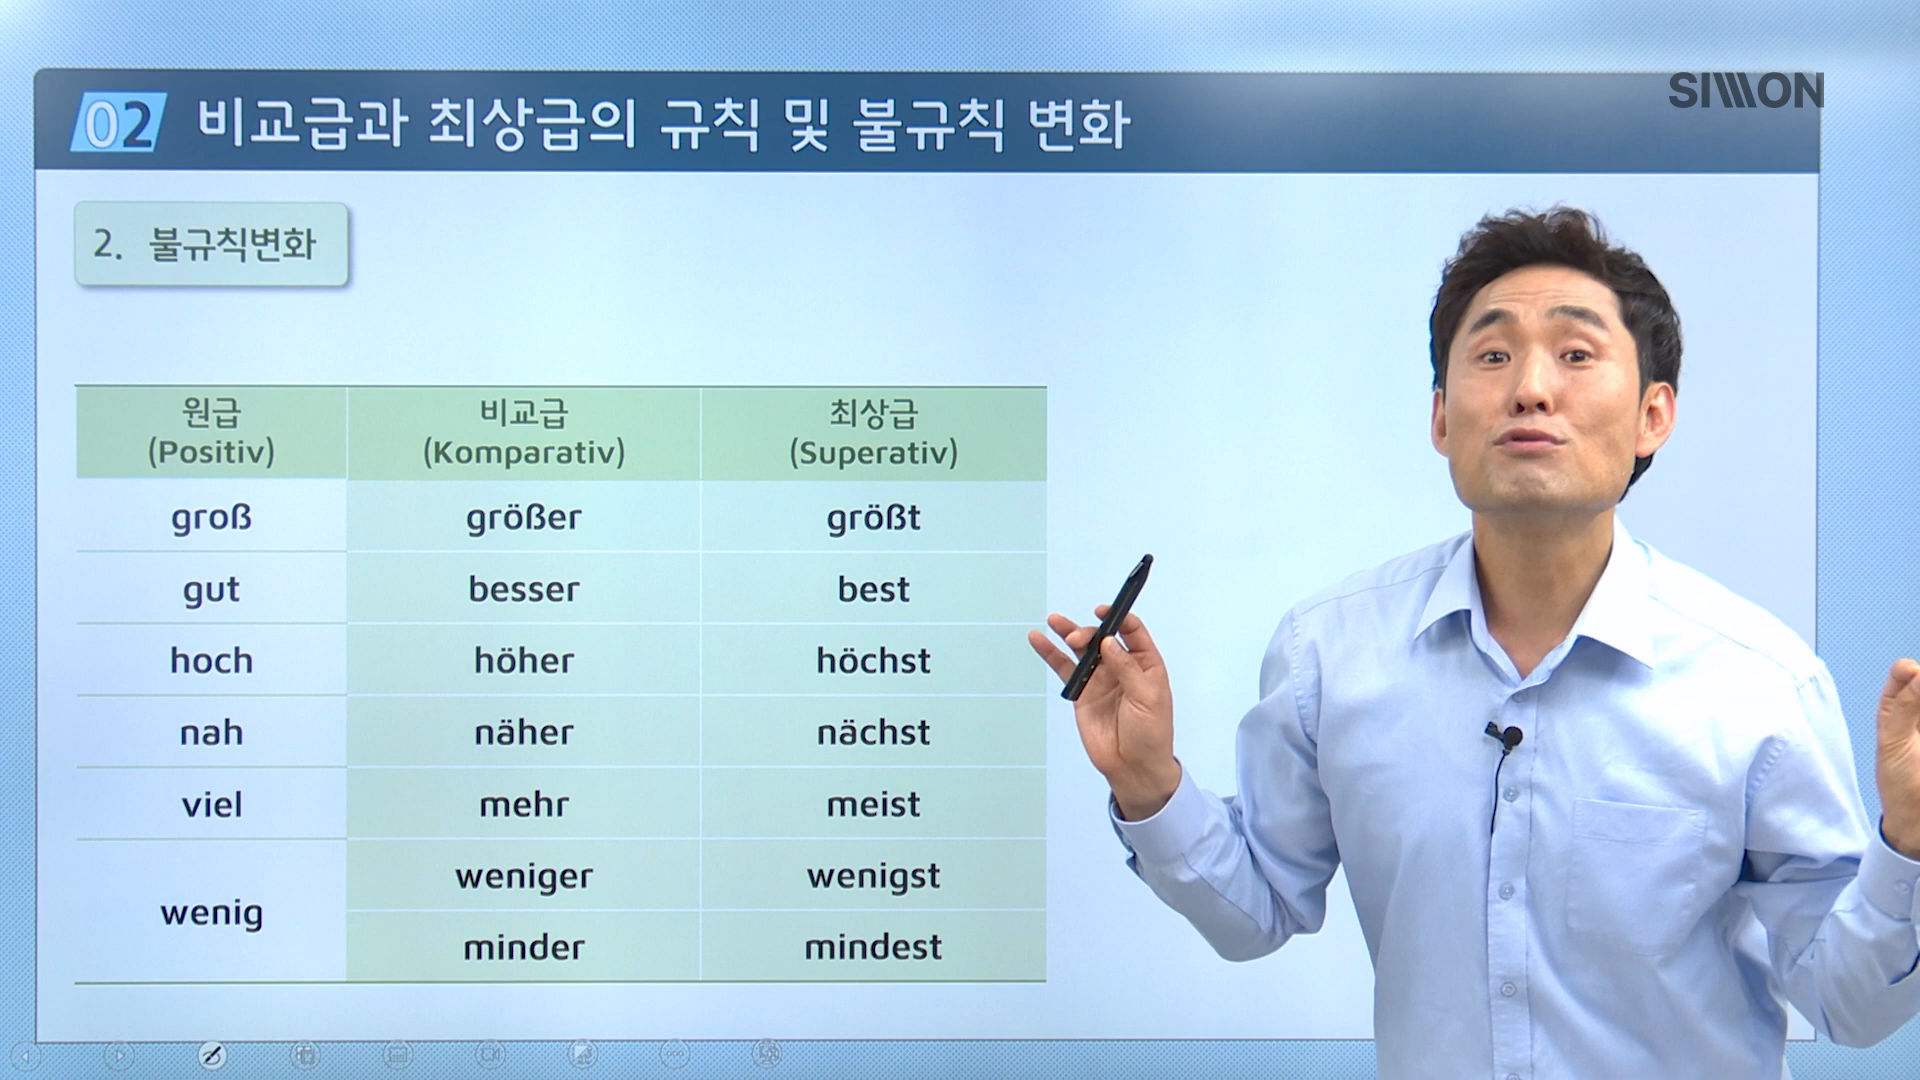 SIWON
02 비교급과 최상급의 규칙 및 불규칙 변화
2. 불규칙변화
원급 비교급 최상급
(Positiv) (Komparativ) (Superativ)
groß größer größt
gut besser best
hoch höher höchst
nah näher nächst
viel mehr meist
wenig weniger wenigst
minder mindest